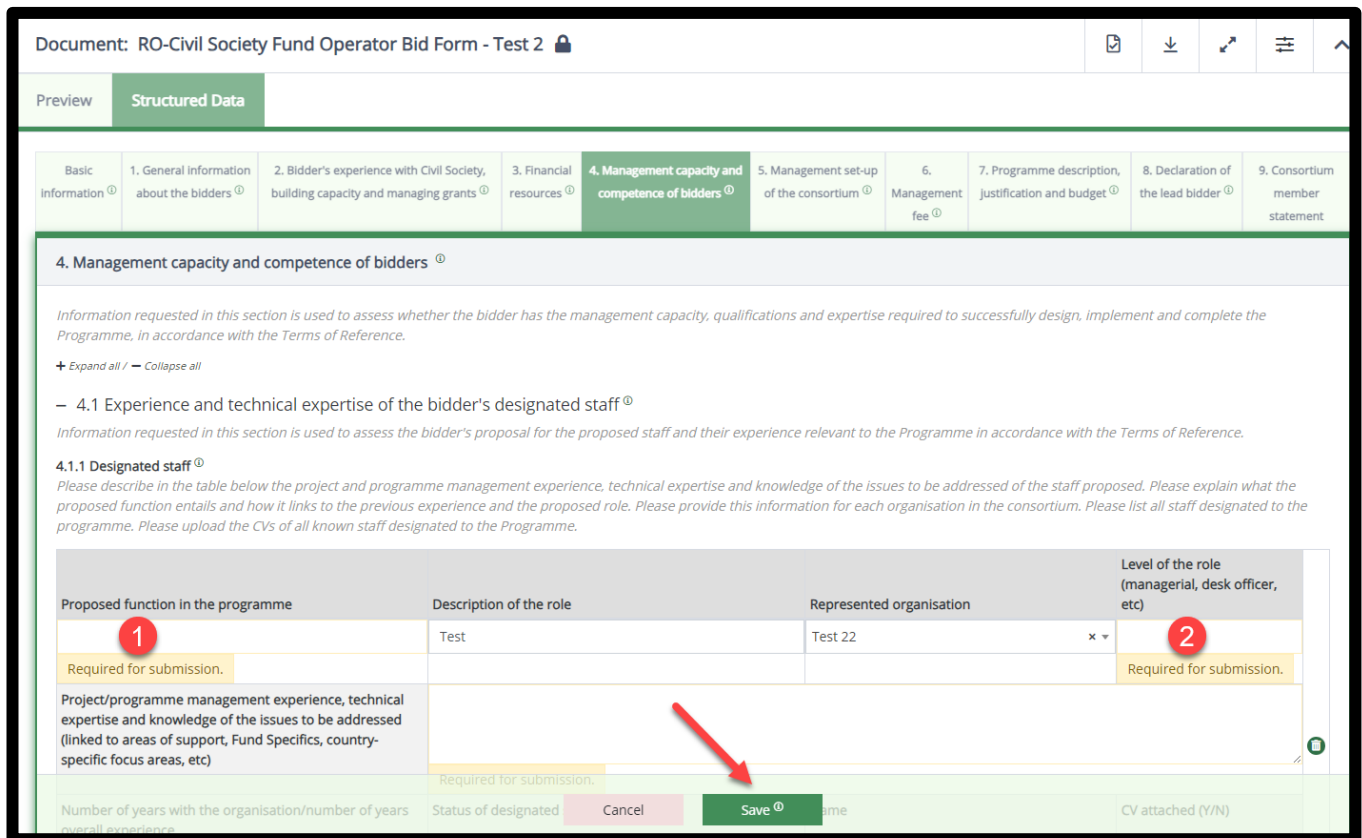 Document: RO-Civil Society Fund Operator Bid Form - Test 2
Preview
Structured Data
Basic
information
1. General information
about the bidders
2. Bidder's experience with Civil Society,
building capacity and managing grants
3. Financial
resources
4. Management capacity and
competence of bidders
5. Management set-up
of the consortium
6.
Management
fee
7. Programme description,
justification and budget
8. Declaration of
the lead bidder
9. Consortium
member
statement
4. Management capacity and competence of bidders
Information requested in this section is used to assess whether the bidder has the management capacity, qualifications and expertise required to successfully design, implement and complete the
Programme, in accordance with the Terms of Reference.
+ Expand all / − Collapse all
− 4.1 Experience and technical expertise of the bidder's designated staff
Information requested in this section is used to assess the bidder's proposal for the proposed staff and their experience relevant to the Programme in accordance with the Terms of Reference.
4.1.1 Designated staff
Please describe in the table below the project and programme management experience, technical expertise and knowledge of the issues to be addressed of the staff proposed. Please explain what the
proposed function entails and how it links to the previous experience and the proposed role. Please provide this information for each organisation in the consortium. Please list all staff designated to the
programme. Please upload the CVs of all known staff designated to the Programme.
Proposed function in the programme
Description of the role
Represented organisation
Level of the role
(managerial, desk officer,
etc)
1
Test
Test 22
×
2
Required for submission.
Required for submission.
Project/programme management experience, technical
expertise and knowledge of the issues to be addressed
(linked to areas of support, Fund Specifics, country-
specific focus areas, etc)
Required for submission.
Number of years with the organisation/number of years
overall experience
Status of designated
Cancel
Save
ame
CV attached (Y/N)